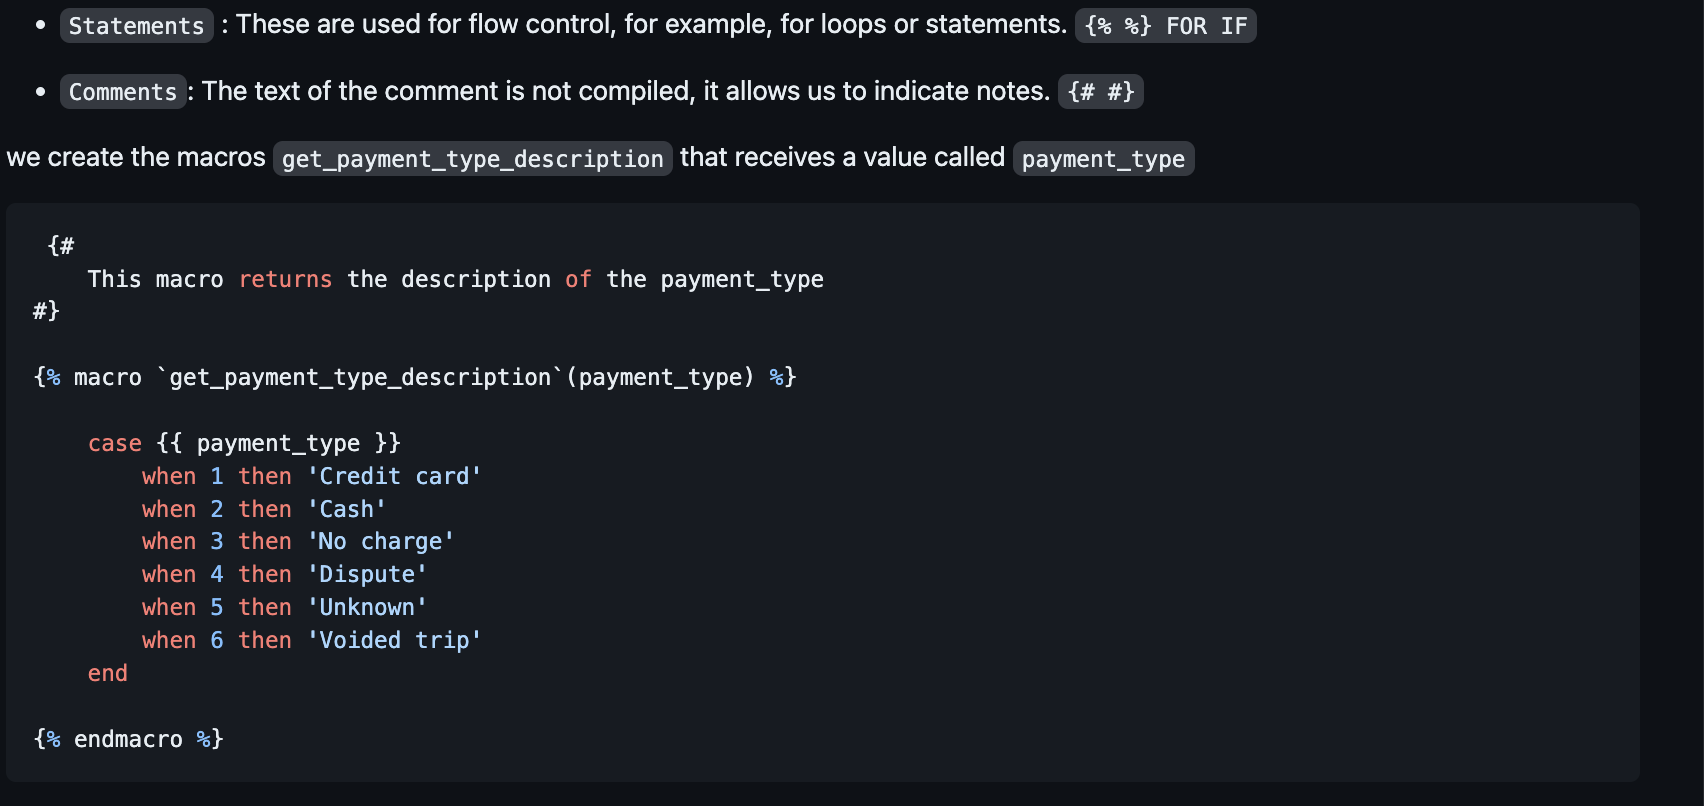 • Statements : These are used for flow control, for example, for loops or statements. {% %} FOR IF
• Comments : The text of the comment is not compiled, it allows us to indicate notes. {# #}
we create the macros get_payment_type_description that receives a value called payment_type
{#
This macro returns the description of the payment_type
#}
{% macro `get_payment_type_description`(payment_type) %}
case {{ payment_type }}
when 1 then 'Credit card'
when 2 then 'Cash'
when 3 then 'No charge'
when 4 then 'Dispute'
when 5 then 'Unknown'
when 6 then 'Voided trip'
end
{% endmacro %}